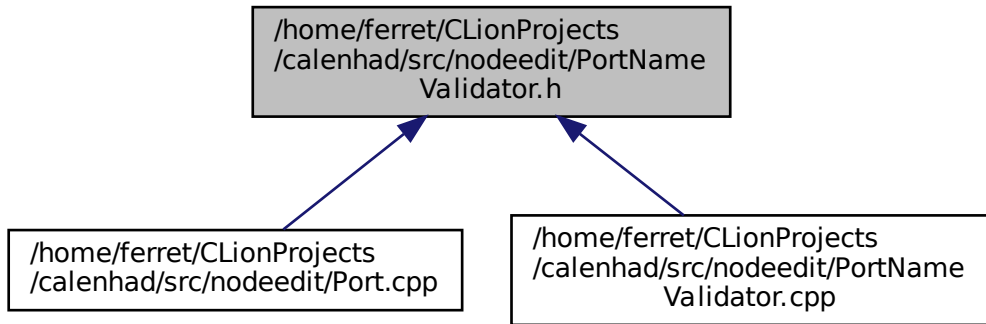 /home/ferret/CLionProjects
/calenhad/src/nodeedit/PortName
Validator.h
/home/ferret/CLionProjects
/calenhad/src/nodeedit/Port.cpp
/home/ferret/CLionProjects
/calenhad/src/nodeedit/PortName
Validator.cpp